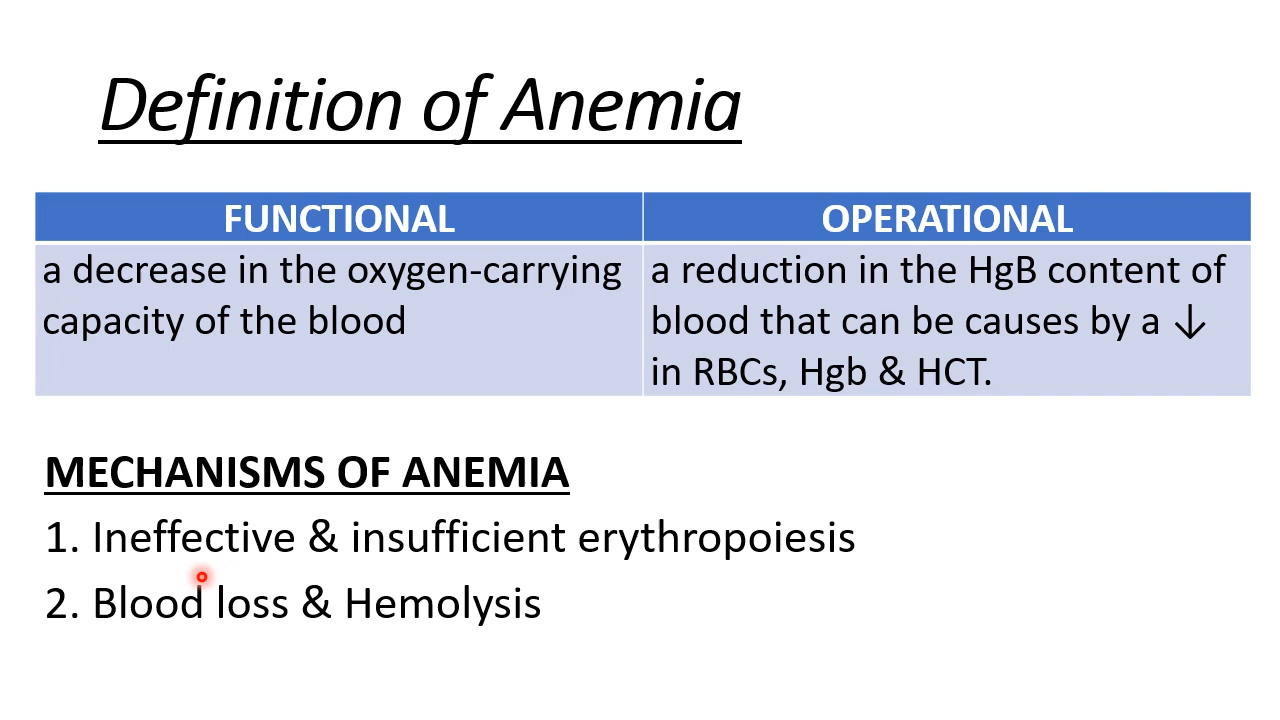 Definition of Anemia
FUNCTIONAL
OPERATIONAL
a decrease in the oxygen-carrying
capacity of the blood
a reduction in the HgB content of
blood that can be causes by a ↓
in RBCs, Hgb & HCT.
MECHANISMS OF ANEMIA
1. Ineffective & insufficient erythropoiesis
2. Blood loss & Hemolysis